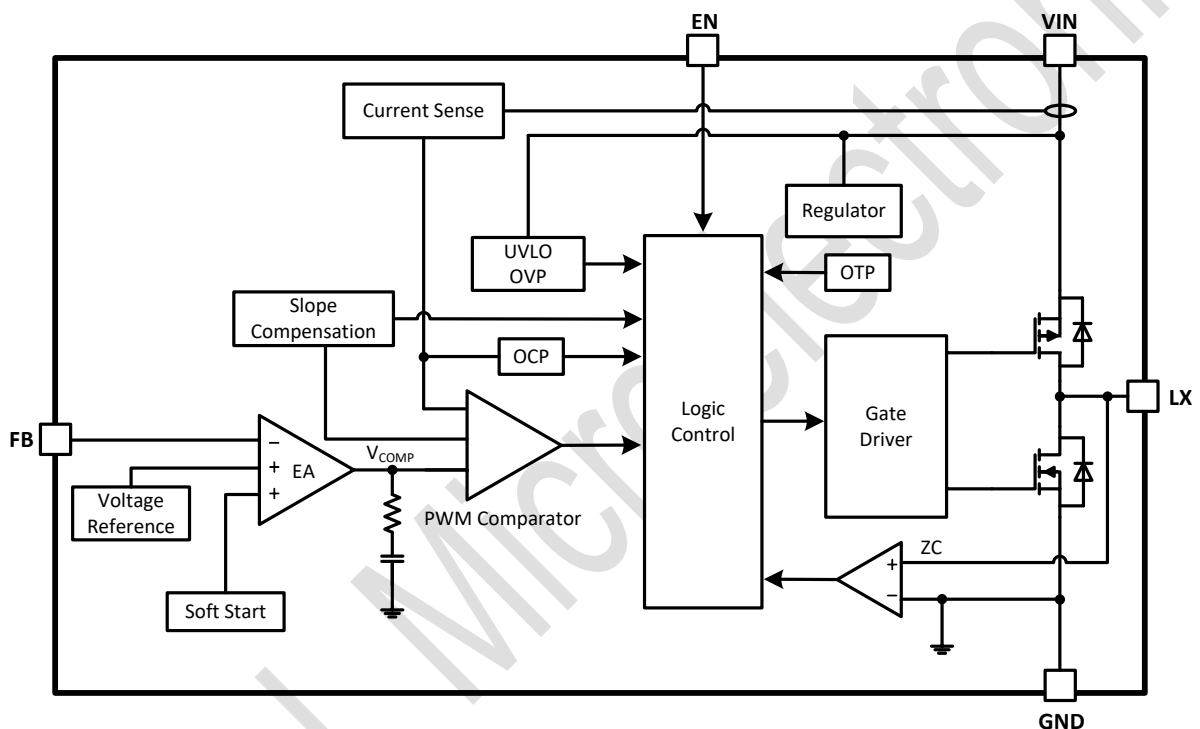 EN
VIN
Current Sense
Regulator
UVLO
OVP
OTP
Slope
Compensation
OCP
Logic
Control
Gate
Driver
LX
FB
−
+
+
EA
V_COMP
PWM Comparator
Voltage
Reference
Soft Start
ZC
+
−
GND